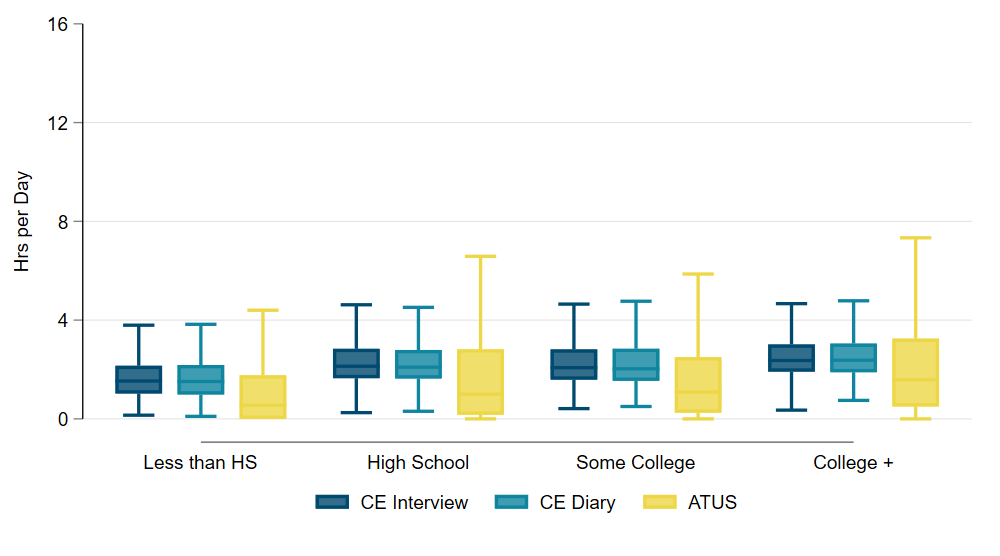 16
12
8
4
0
Hrs per Day
Less than HS
High School
Some College
College +
CE Interview
CE Diary
ATUS